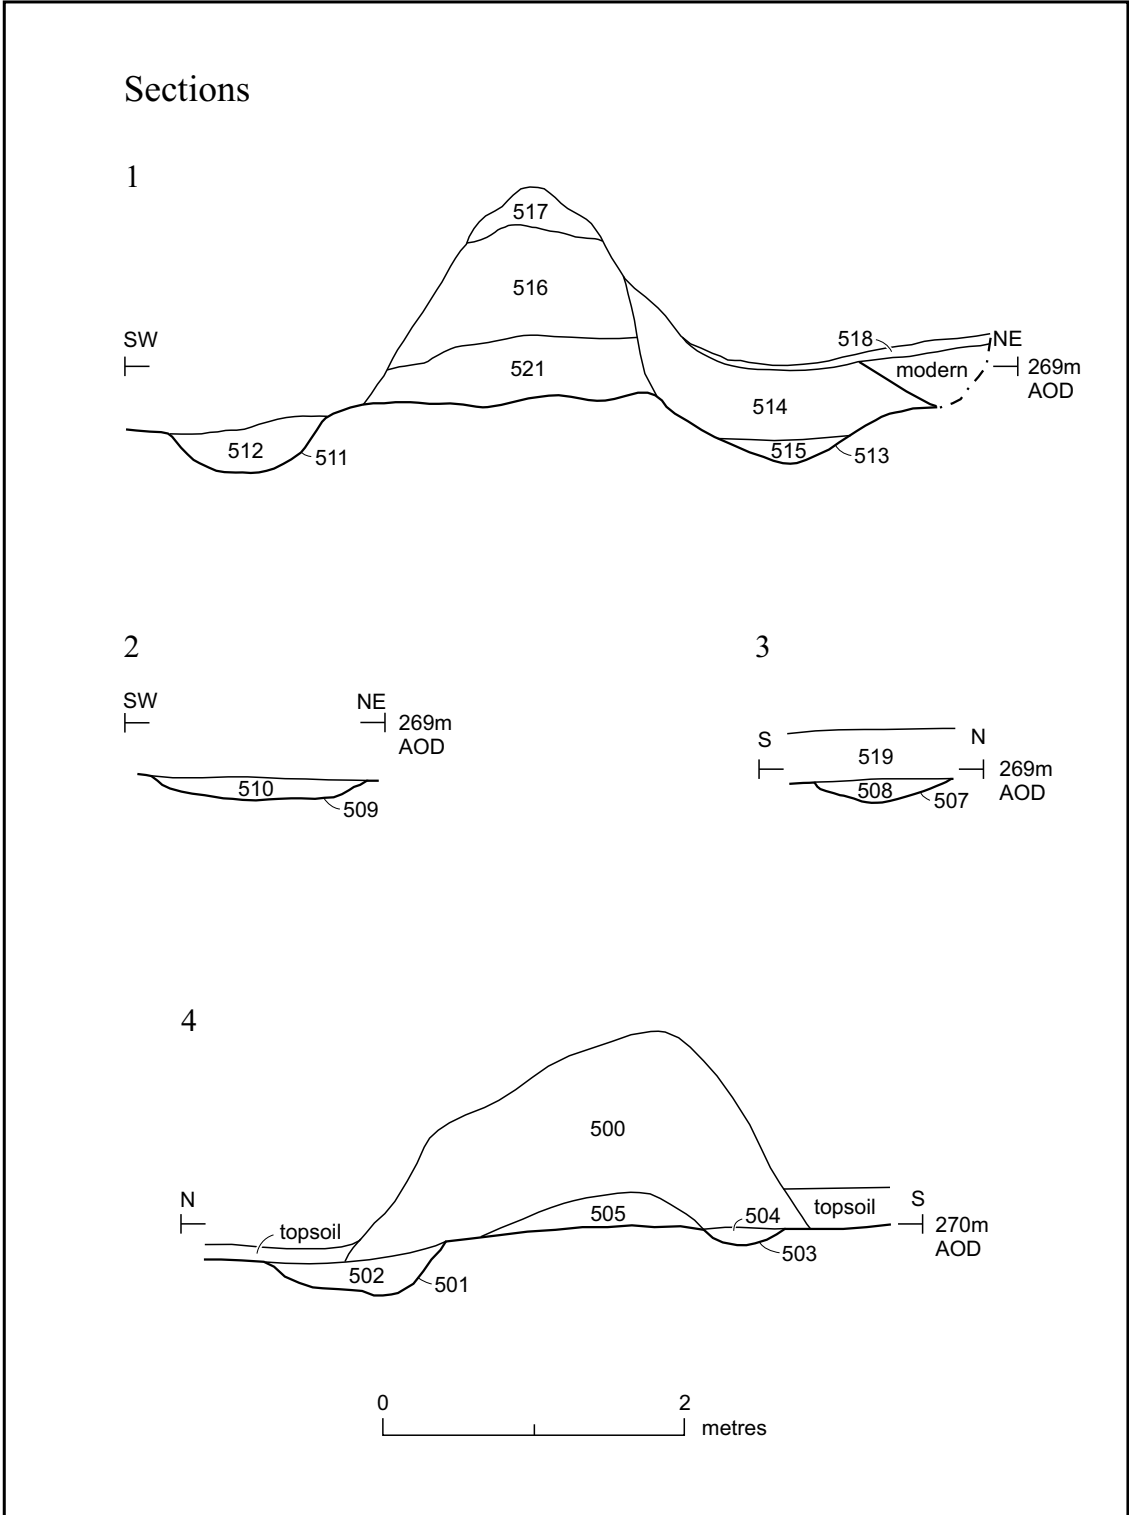 Sections
1
517
516
SW
518
NE
521
modern
269m
AOD
514
512
511
515
513
2
SW
NE
269m
AOD
510
509
3
S
N
519
269m
AOD
508
507
4
500
N
topsoil
505
504
topsoil
S
270m
AOD
503
502
501
0
2
metres